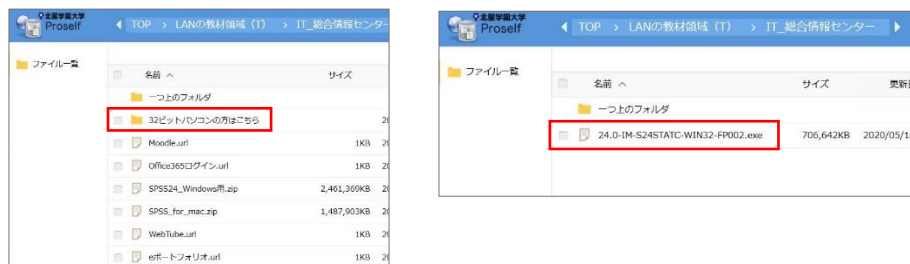 北星学園大学
Proself
TOP > LANの教材領域 (T) > IT_総合情報センター
ファイル一覧
名前 サイズ
一つ上のフォルダ
32ビットパソコンの方はこちら 20
Moodle.url 1KB 20
Office365ログイン.url 1KB 20
SPSS24_Windows用.zip 2,461,369KB 20
SPSS_for_mac.zip 1,487,903KB 20
WebTube.url 1KB 20
eポートフォリオ.url 1KB 20
北星学園大学
Proself
TOP > LANの教材領域 (T) > IT_総合情報センター
ファイル一覧
名前 サイズ 更新
一つ上のフォルダ
24.0-IM-S24STATC-WIN32-FP002.exe 706,642KB 2020/05/1